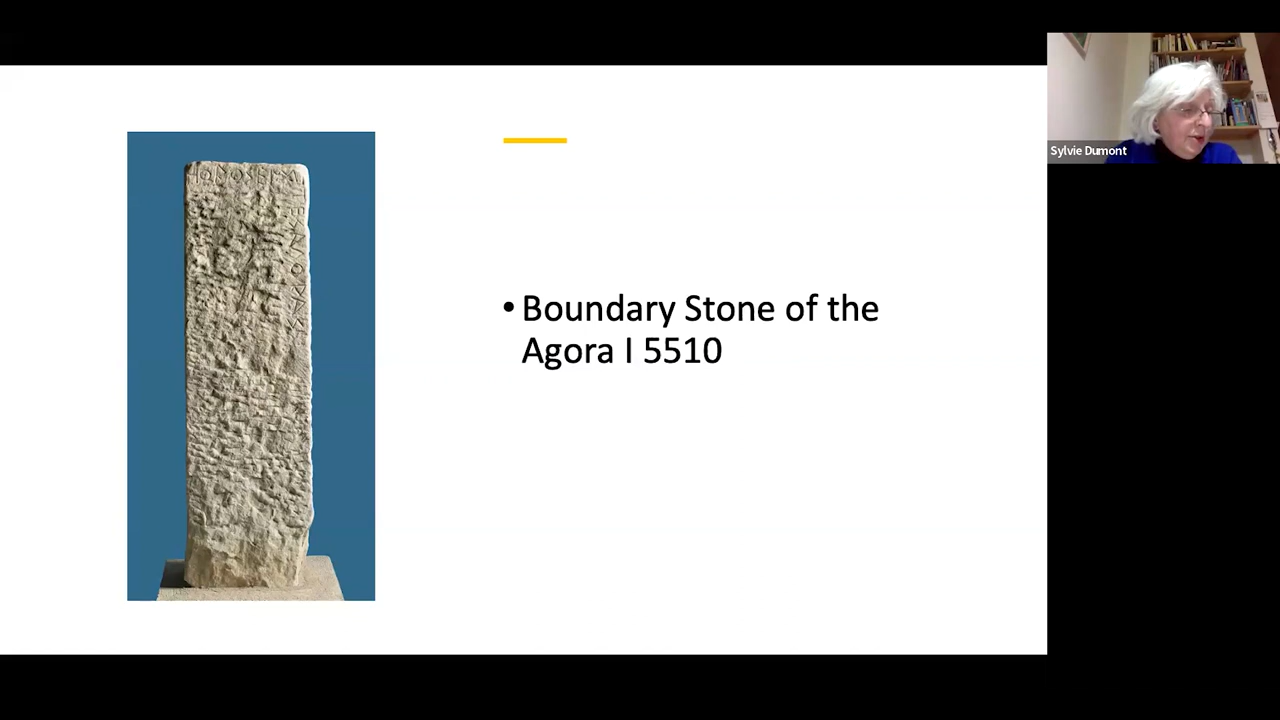 Sylvie Dumont
• Boundary Stone of the
Agora I 5510